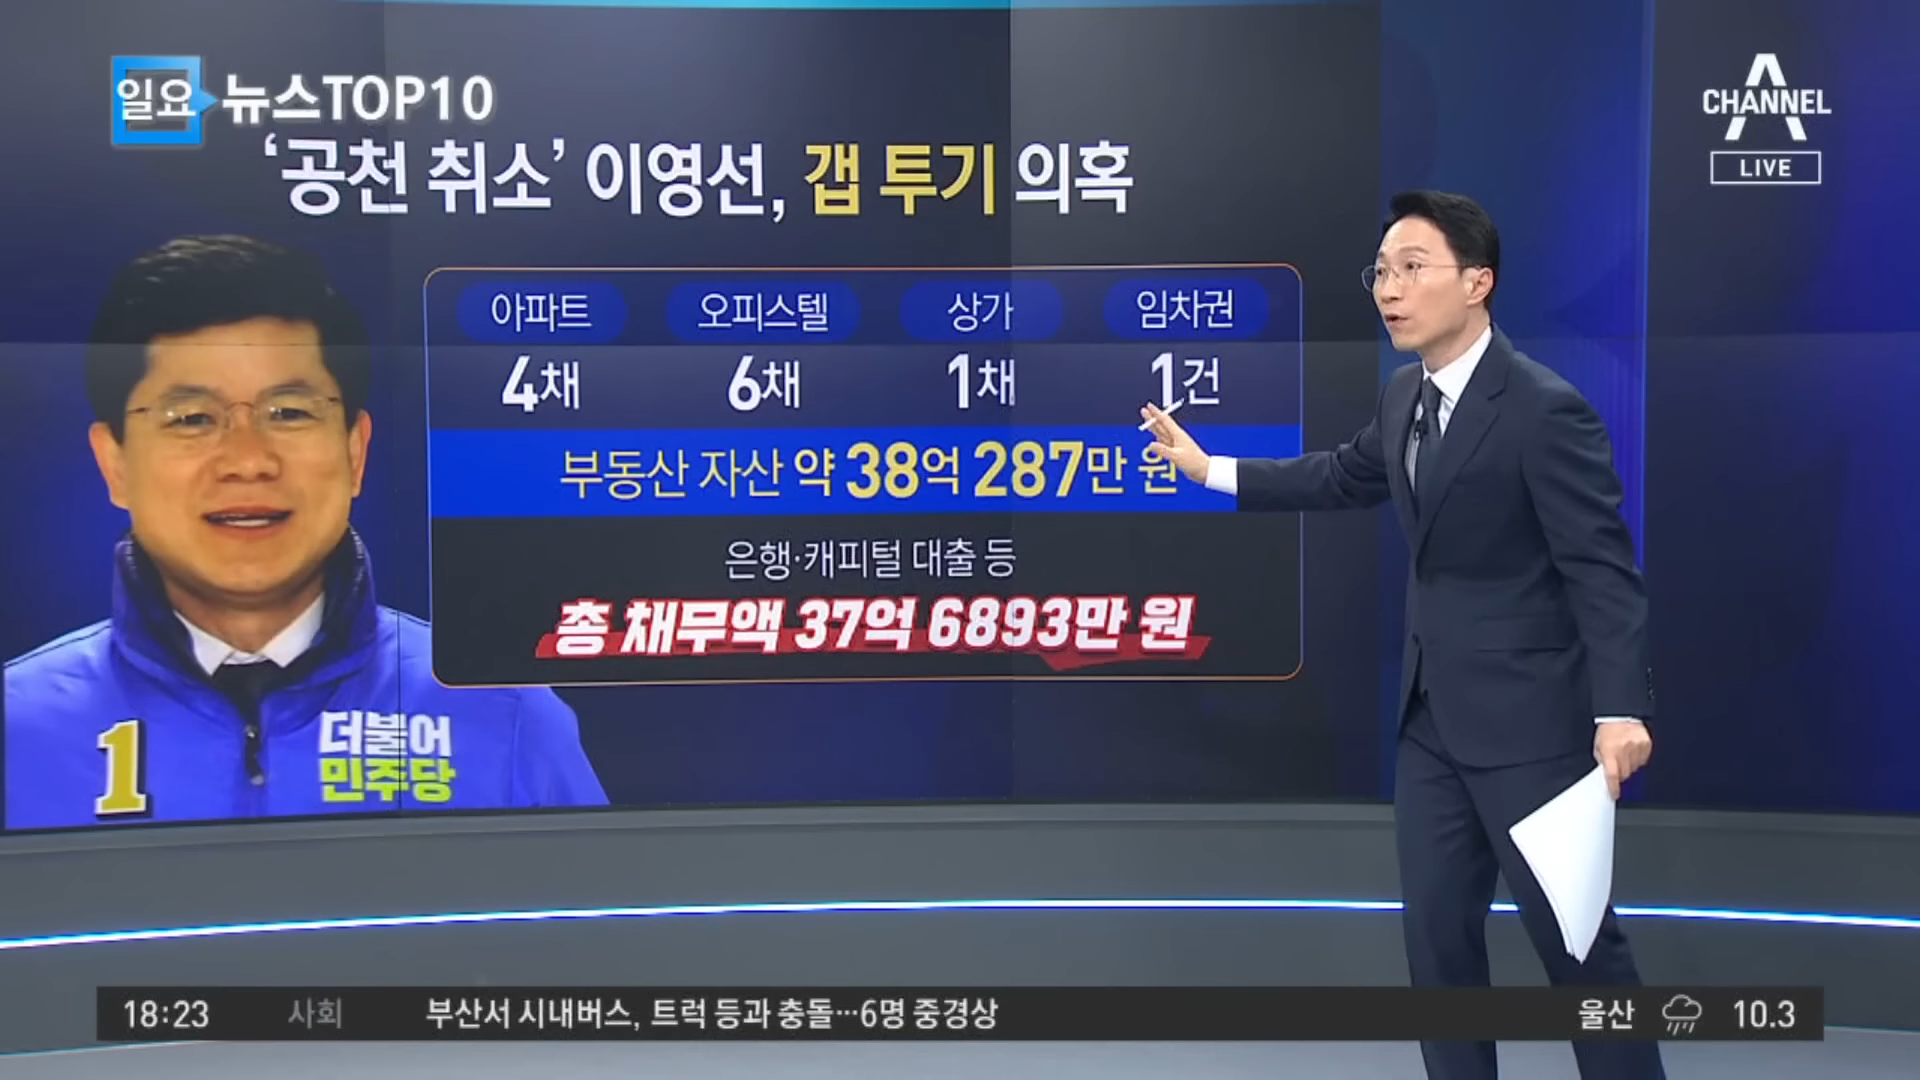 일요 뉴스TOP10
CHANNEL A
LIVE
‘공천 취소’ 이영선, 갭 투기 의혹
아파트 오피스텔 상가 임차권
4채 6채 1채 1건
부동산 자산 약 38억 287만 원
은행·캐피털 대출 등
총 채무액 37억 6893만 원
1
더불어
민주당
18:23 사회 부산서 시내버스, 트럭 등과 충돌…6명 중경상 울산 10.3